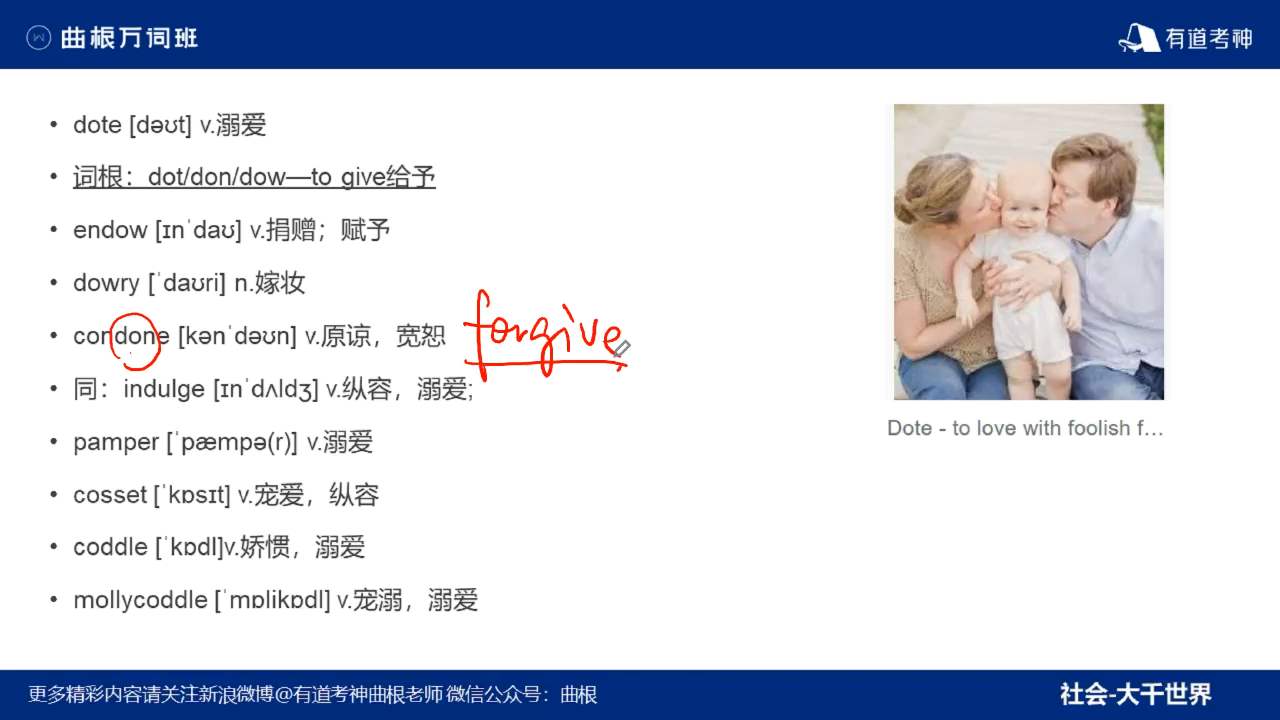 曲根万词班
有道考神
• dote [dəʊt] v.溺爱
• 词根：dot/don/dow—to give给予
• endow [ɪnˈdaʊ] v.捐赠；赋予
• dowry [ˈdaʊri] n.嫁妆
• condone [kənˈdəʊn] v.原谅，宽恕 forgive
• 同：indulge [ɪnˈdʌldʒ] v.纵容，溺爱;
• pamper [ˈpæmpə(r)] v.溺爱
• cosset [ˈkɒsɪt] v.宠爱，纵容
• coddle [ˈkɒdl]v.娇惯，溺爱
• mollycoddle [ˈmɒlikɒdl] v.宠溺，溺爱
Dote - to love with foolish f…
更多精彩内容请关注新浪微博@有道考神曲根老师 微信公众号：曲根
社会-大千世界